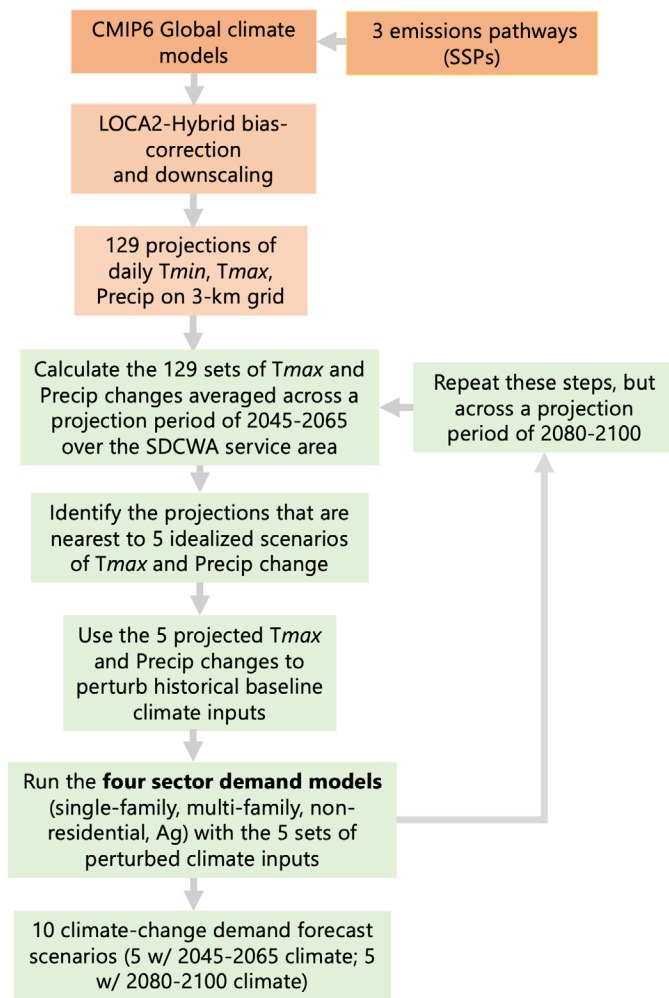 CMIP6 Global climate
models
3 emissions pathways
(SSPs)
LOCA2-Hybrid bias-
correction
and downscaling
129 projections of
daily Tmin, Tmax,
Precip on 3-km grid
Calculate the 129 sets of Tmax and
Precip changes averaged across a
projection period of 2045-2065
over the SDCWA service area
Repeat these steps, but
across a projection
period of 2080-2100
Identify the projections that are
nearest to 5 idealized scenarios
of Tmax and Precip change
Use the 5 projected Tmax
and Precip changes to
perturb historical baseline
climate inputs
Run the four sector demand models
(single-family, multi-family, non-
residential, Ag) with the 5 sets of
perturbed climate inputs
10 climate-change demand forecast
scenarios (5 w/ 2045-2065 climate; 5
w/ 2080-2100 climate)